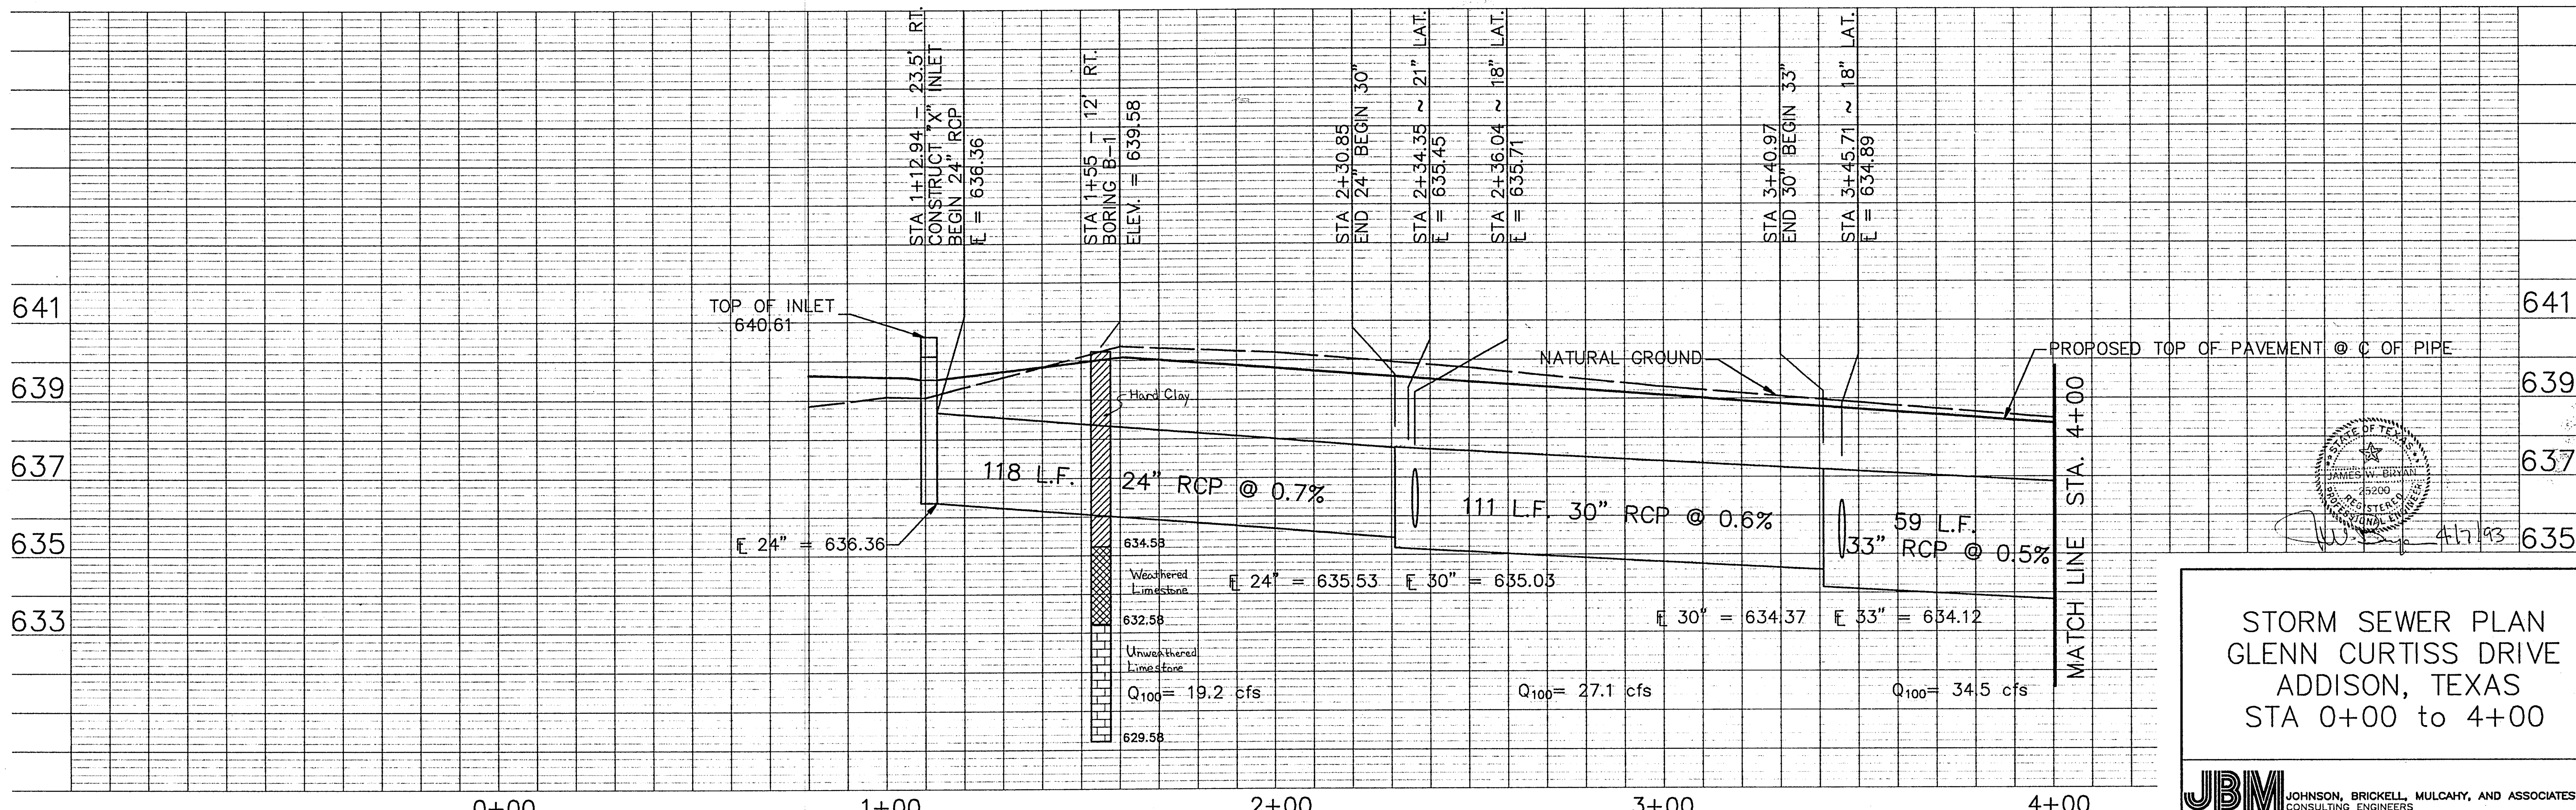 STA 1+12.94 – 23.5' RT.
CONSTRUCT "X" INLET
BEGIN 24" RCP
℄ = 636.36
STA 1+55 – 12' RT.
BORING B–1
ELEV. = 639.58
STA 2+30.85
END 24" BEGIN 30"
STA 2+34.35 ~ 21" LAT.
℄ = 635.45
STA 2+36.04 ~ 18" LAT.
℄ = 635.71
STA 3+40.97
END 30" BEGIN 33"
STA 3+45.71 ~ 18" LAT.
℄ = 634.89
641
639
637
635
633
TOP OF INLET
640.61
NATURAL GROUND
PROPOSED TOP OF PAVEMENT @ C OF PIPE
Hard Clay
118 L.F. 24" RCP @ 0.7%
111 L.F. 30" RCP @ 0.6%
59 L.F.
33" RCP @ 0.5%
℄ 24" = 636.36
634.58
Weathered
Limestone
632.58
Unweathered
Limestone
629.58
℄ 24" = 635.53
℄ 30" = 635.03
℄ 30" = 634.37
℄ 33" = 634.12
Q100= 19.2 cfs
Q100= 27.1 cfs
Q100= 34.5 cfs
MATCH LINE STA. 4+00
641
639
637
635
STATE OF TEXAS
JAMES W. BRYAN
25200
REGISTERED
PROFESSIONAL ENGINEER
4/7/93
STORM SEWER PLAN
GLENN CURTISS DRIVE
ADDISON, TEXAS
STA 0+00 to 4+00
JBM
JOHNSON, BRICKELL, MULCAHY, AND ASSOCIATES
CONSULTING ENGINEERS
0+00
1+00
2+00
3+00
4+00